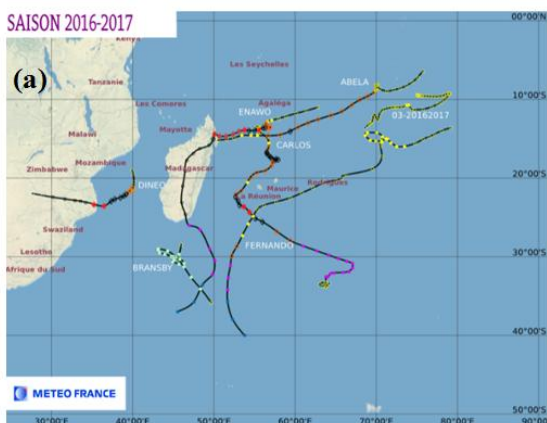 SAISON 2016-2017
(a)
Kenya
Tanzanie
Les Seychelles
ABELA
Les Comores
Agaléga
ENAWO
03-20162017
Malawi
Mayotte
CARLOS
Mozambique
Zimbabwe
Madagascar
DINEO
Rodrigues
Maurice
La Réunion
Swaziland
Lesotho
FERNANDO
Afrique du Sud
BRANSBY
METEO FRANCE
00°00'N
10°00'S
20°00'S
30°00'S
40°00'S
50°00'S
30°00'E
40°00'E
50°00'E
60°00'E
70°00'E
80°00'E
90°00'E